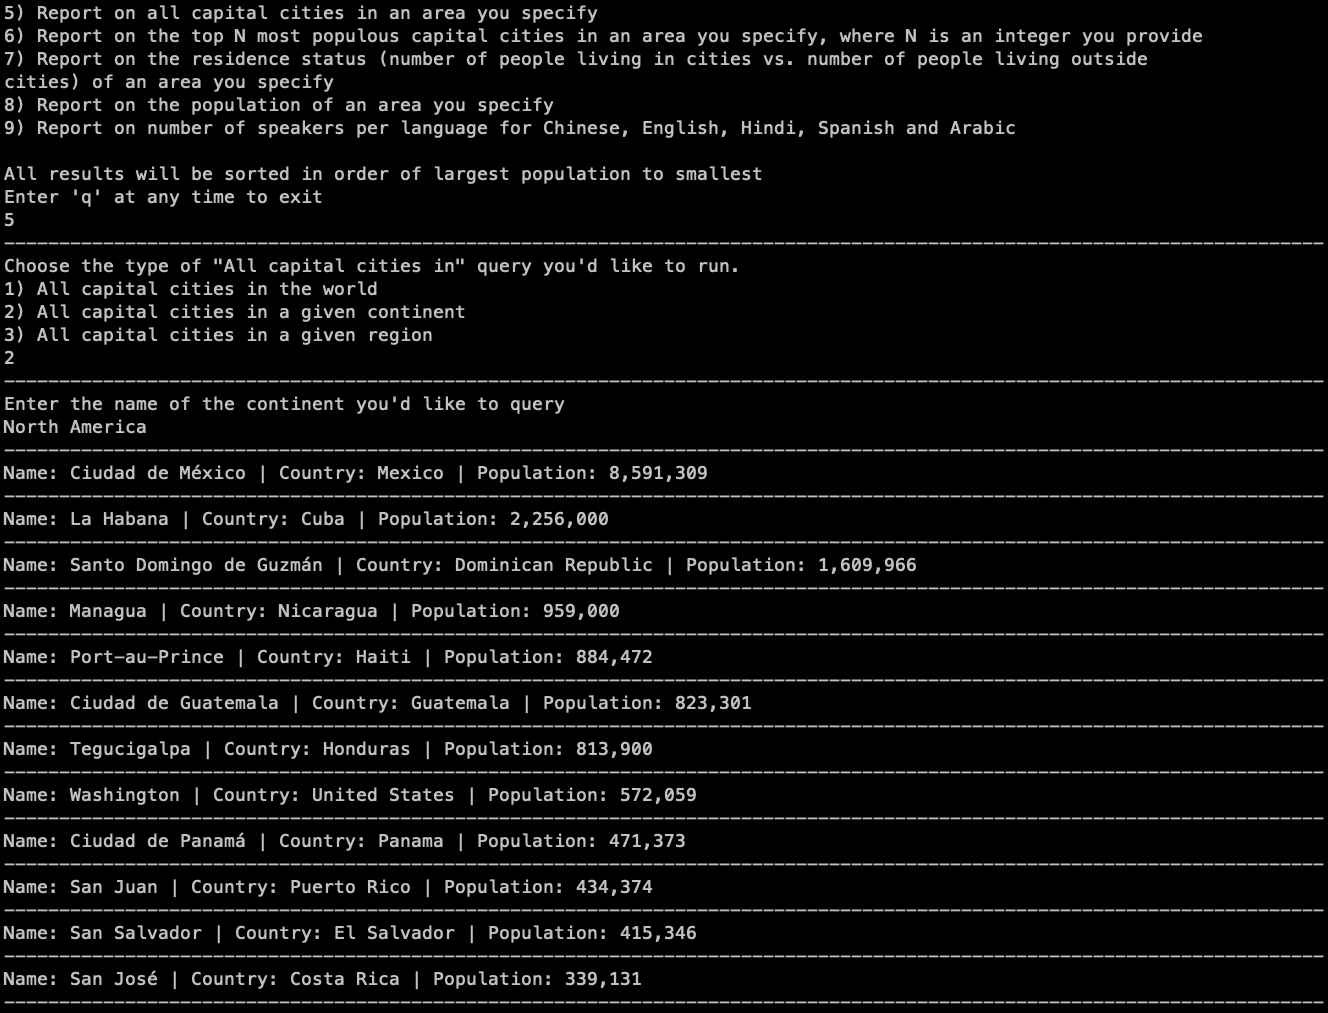 5) Report on all capital cities in an area you specify
6) Report on the top N most populous capital cities in an area you specify, where N is an integer you provide
7) Report on the residence status (number of people living in cities vs. number of people living outside
cities) of an area you specify
8) Report on the population of an area you specify
9) Report on number of speakers per language for Chinese, English, Hindi, Spanish and Arabic
All results will be sorted in order of largest population to smallest
Enter 'q' at any time to exit
5
Choose the type of "All capital cities in" query you'd like to run.
1) All capital cities in the world
2) All capital cities in a given continent
3) All capital cities in a given region
2
Enter the name of the continent you'd like to query
North America
Name: Ciudad de México | Country: Mexico | Population: 8,591,309
Name: La Habana | Country: Cuba | Population: 2,256,000
Name: Santo Domingo de Guzmán | Country: Dominican Republic | Population: 1,609,966
Name: Managua | Country: Nicaragua | Population: 959,000
Name: Port-au-Prince | Country: Haiti | Population: 884,472
Name: Ciudad de Guatemala | Country: Guatemala | Population: 823,301
Name: Tegucigalpa | Country: Honduras | Population: 813,900
Name: Washington | Country: United States | Population: 572,059
Name: Ciudad de Panamá | Country: Panama | Population: 471,373
Name: San Juan | Country: Puerto Rico | Population: 434,374
Name: San Salvador | Country: El Salvador | Population: 415,346
Name: San José | Country: Costa Rica | Population: 339,131